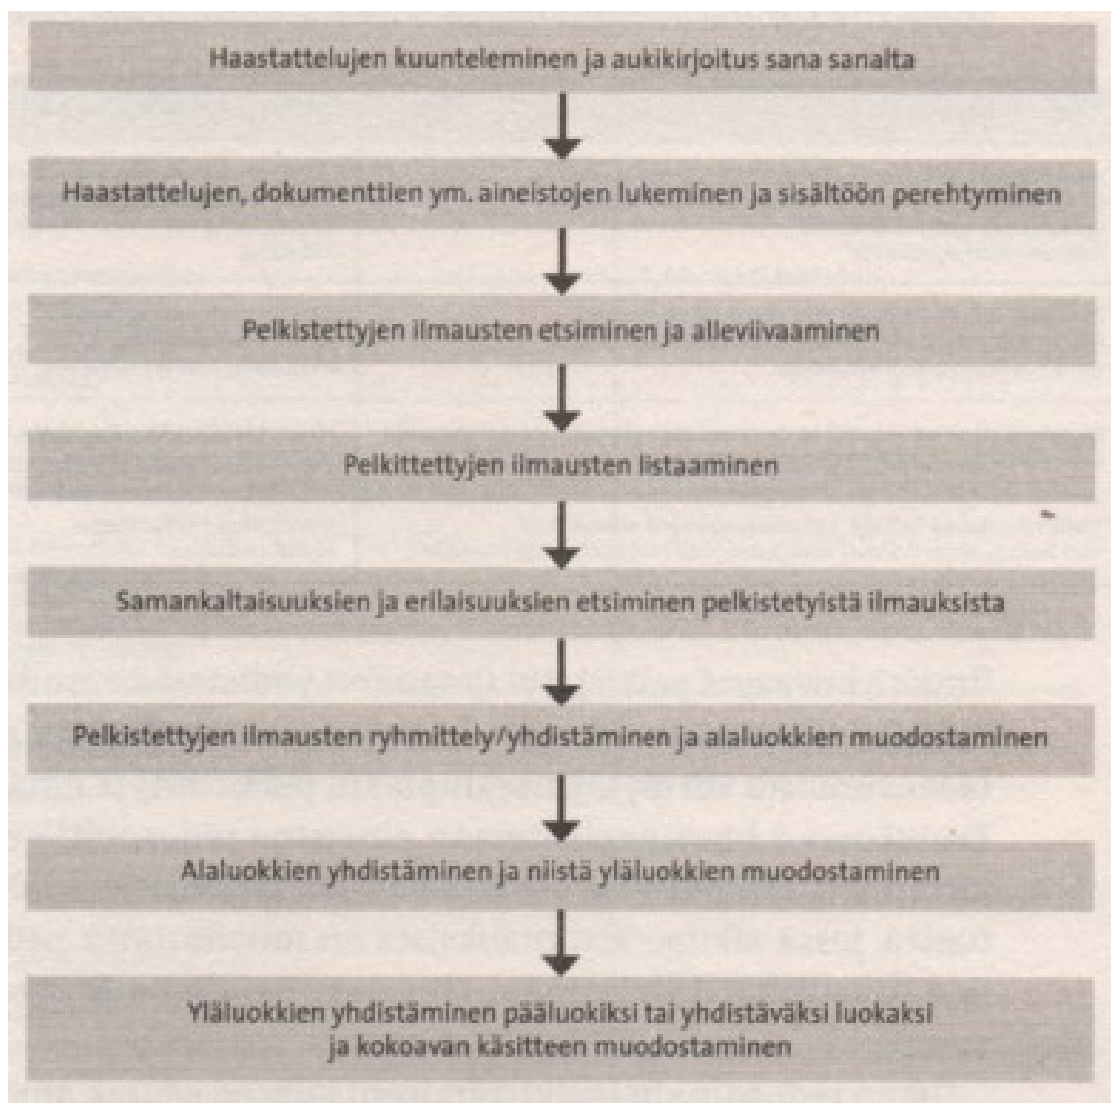 Haastattelujen kuunteleminen ja aukikirjoitus sana sanalta
Haastattelujen, dokumenttien ym. aineistojen lukeminen ja sisältöön perehtyminen
Pelkistettyjen ilmausten etsiminen ja alleviivaaminen
Pelkittettyjen ilmausten listaaminen
Samankaltaisuuksien ja erilaisuuksien etsiminen pelkistetyistä ilmauksista
Pelkistettyjen ilmausten ryhmittely/yhdistäminen ja alaluokkien muodostaminen
Alaluokkien yhdistäminen ja niistä yläluokkien muodostaminen
Yläluokkien yhdistäminen pääluokiksi tai yhdistäväksi luokaksi
ja kokoavan käsitteen muodostaminen